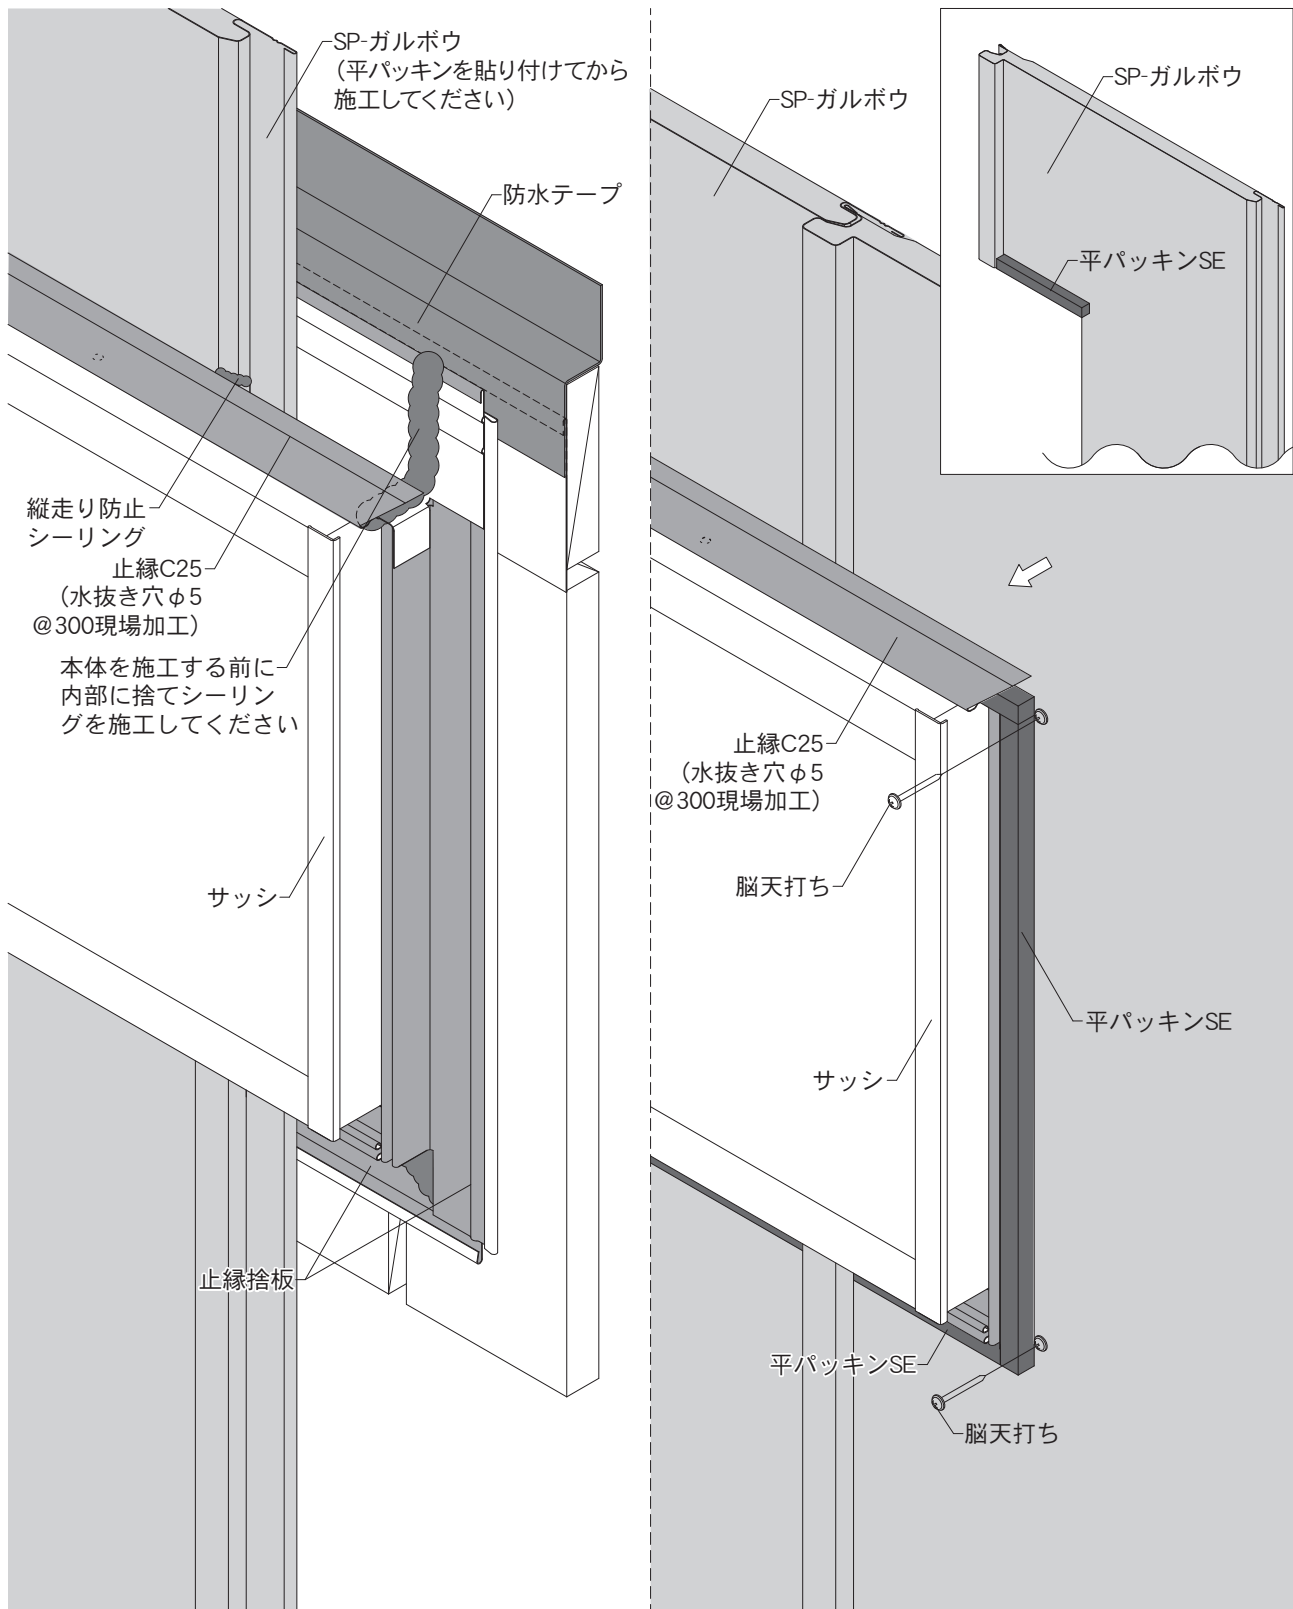 SP-ガルボウ
（平パッキンを貼り付けてから
施工してください）
防水テープ
縦走り防止
シーリング
止縁C25
（水抜き穴φ5
@300現場加工）
本体を施工する前に
内部に捨てシーリン
グを施工してください
サッシ
止縁捨板
SP-ガルボウ
SP-ガルボウ
平パッキンSE
止縁C25
（水抜き穴φ5
@300現場加工）
脳天打ち
平パッキンSE
サッシ
平パッキンSE
脳天打ち